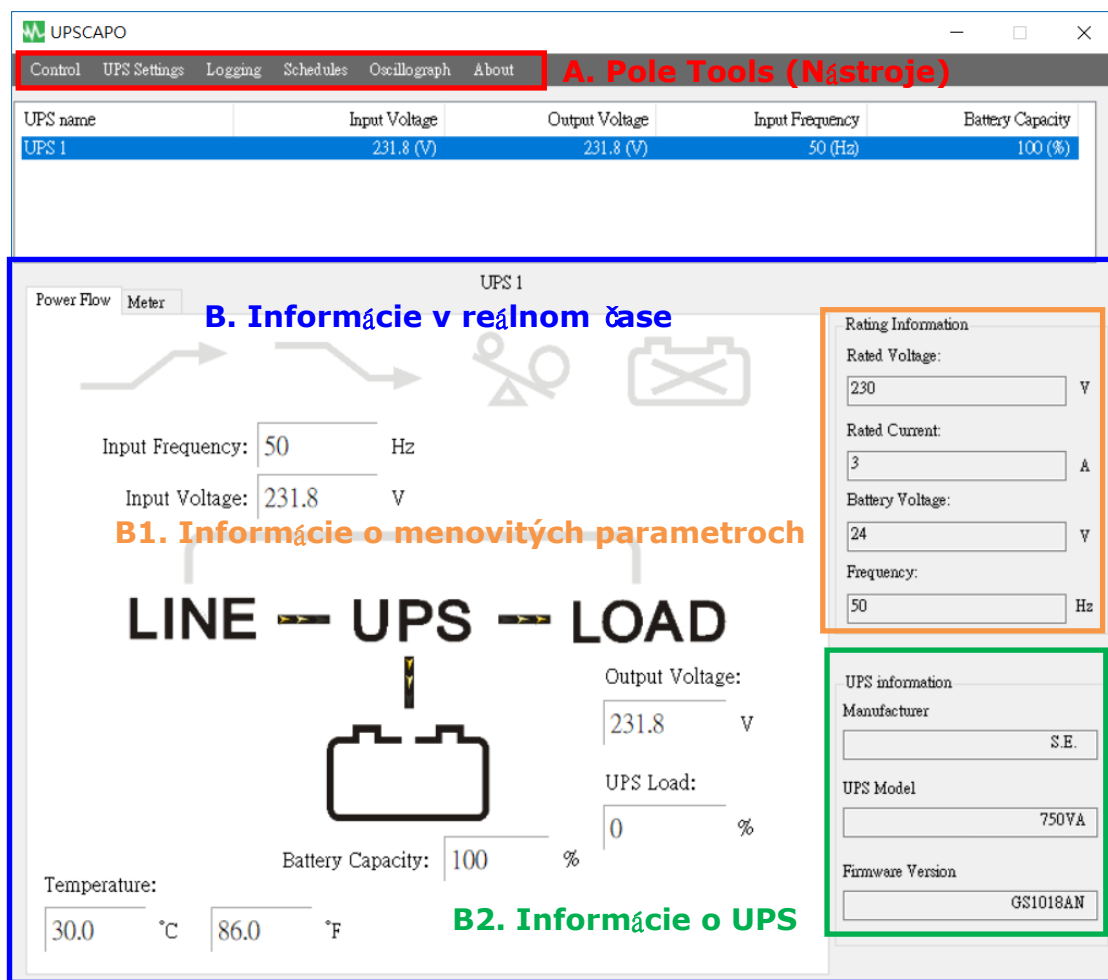 UPSCAPO
Control UPS Settings Logging Schedules Oscillograph About
A. Pole Tools (Nástroje)
UPS name Input Voltage Output Voltage Input Frequency Battery Capacity
UPS 1 231.8 (V) 231.8 (V) 50 (Hz) 100 (%)
UPS 1
Power Flow Meter
B. Informácie v reálnom čase
Input Frequency: 50 Hz
Input Voltage: 231.8 V
B1. Informácie o menovitých parametroch
LINE UPS LOAD
Output Voltage:
231.8 V
UPS Load:
0 %
Battery Capacity: 100 %
Temperature:
30.0 °C 86.0 °F
B2. Informácie o UPS
Rating Information
Rated Voltage:
230 V
Rated Current:
3 A
Battery Voltage:
24 V
Frequency:
50 Hz
UPS information
Manufacturer
S.E.
UPS Model
750VA
Firmware Version
GS1018AN